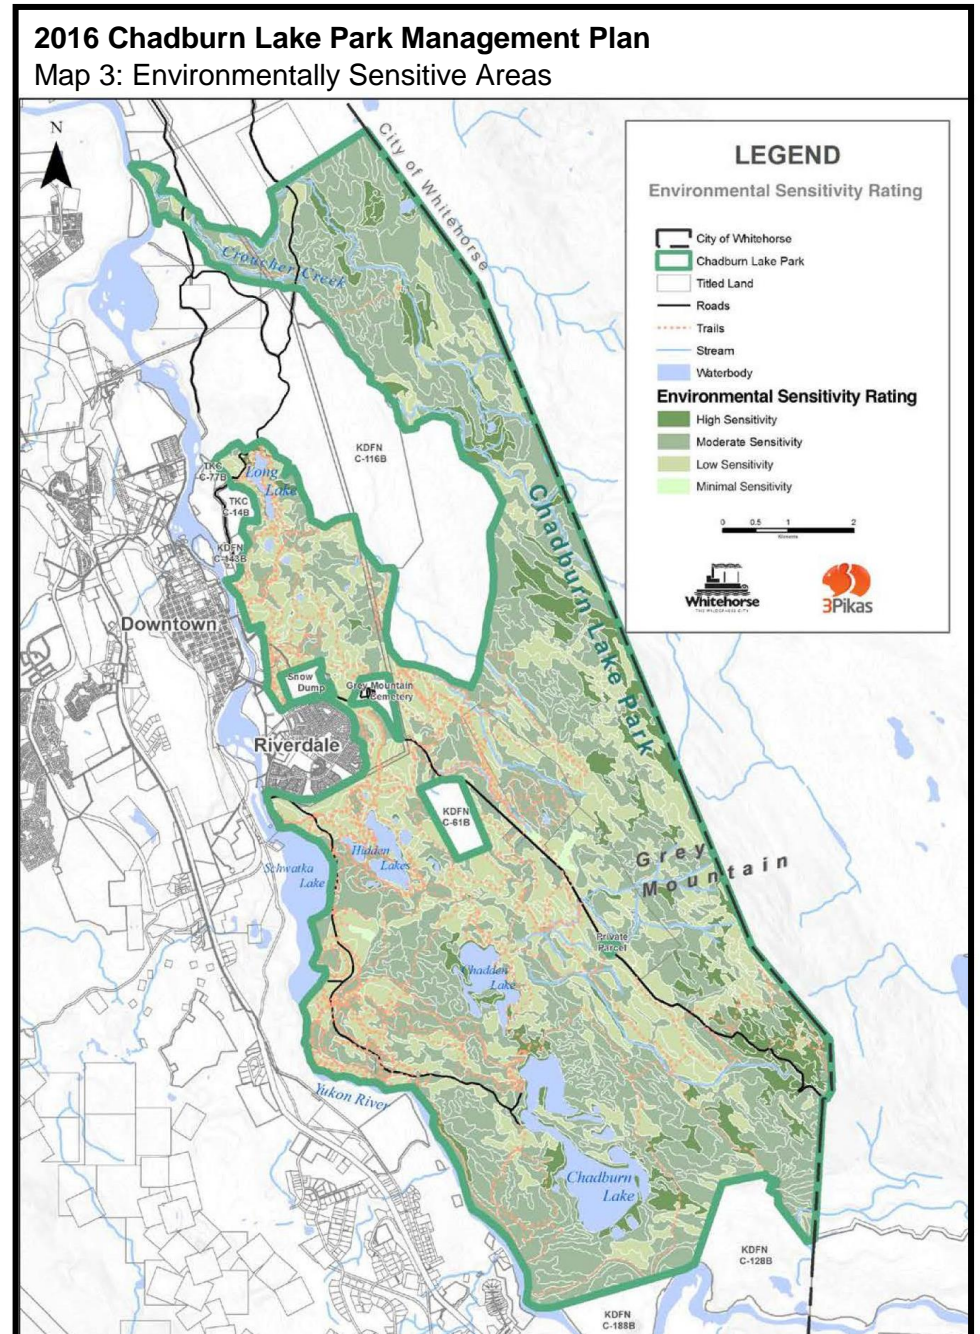 2016 Chadburn Lake Park Management Plan
Map 3: Environmentally Sensitive Areas
N
City of Whitehorse
LEGEND
Environmental Sensitivity Rating
City of Whitehorse
Chadburn Lake Park
Titled Land
Roads
Trails
Stream
Waterbody
Environmental Sensitivity Rating
High Sensitivity
Moderate Sensitivity
Low Sensitivity
Minimal Sensitivity
0 0.5 1 2
Whitehorse
3Pikas
Croucher Creek
KDFN
C-116B
TKC
C-77B
Long
Lake
TKC
C-14B
KDFN
C-143B
Chadburn Lake Park
Downtown
Snow
Dump
Grey Mountain
Cemetery
Riverdale
KDFN
C-61B
Hidden
Lakes
Schwatka
Lake
Grey
Mountain
Private
Parcel
Chadden
Lake
Yukon River
Chadburn
Lake
KDFN
C-128B
KDFN
C-188B